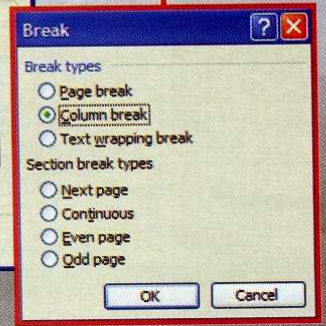 Break
Break types
Page break
Column break
Text wrapping break
Section break types
Next page
Continuous
Even page
Odd page
OK
Cancel